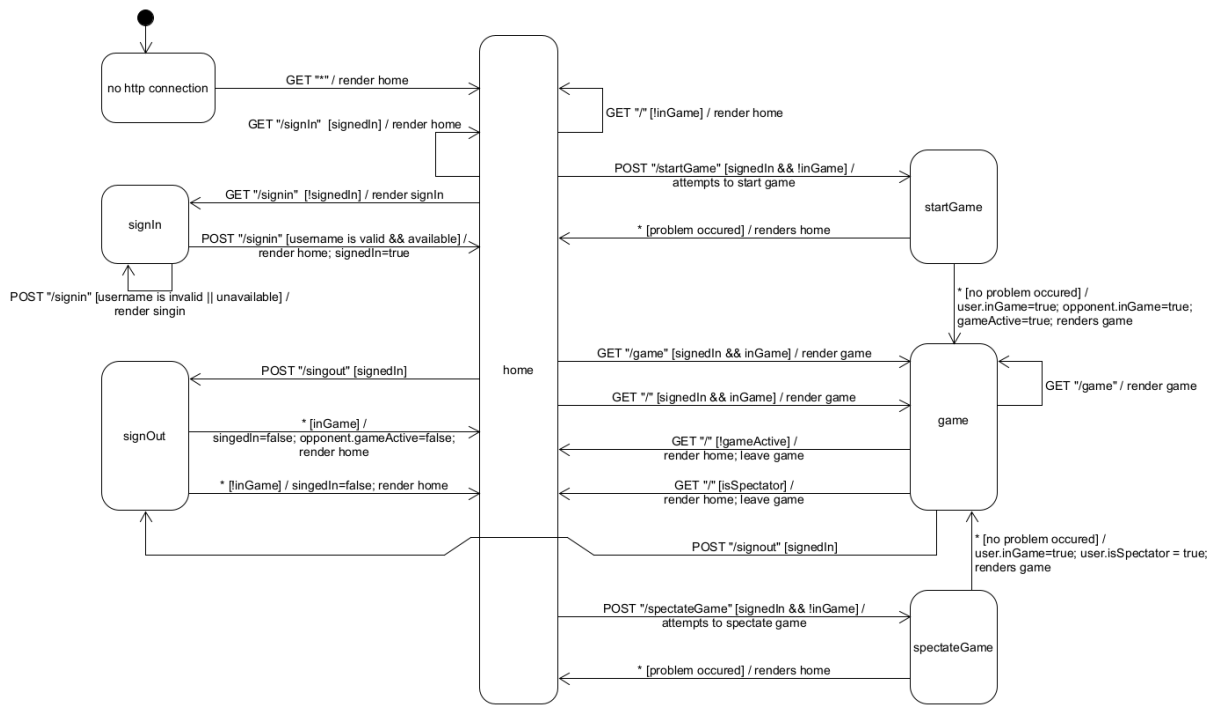 no http connection
GET "*" / render home
GET "/" [!inGame] / render home
GET "/signIn"  [signedIn] / render home
POST "/startGame" [signedIn && !inGame] /
attempts to start game
startGame
GET "/signin"  [!signedIn] / render signIn
signIn
POST "/signin" [username is valid && available] /
render home; signedIn=true
* [problem occured] / renders home
POST "/signin" [username is invalid || unavailable] /
render singin
* [no problem occured] /
user.inGame=true; opponent.inGame=true;
gameActive=true; renders game
home
GET "/game" [signedIn && inGame] / render game
POST "/singout" [signedIn]
GET "/game" / render game
GET "/" [signedIn && inGame] / render game
game
signOut
* [inGame] /
singedIn=false; opponent.gameActive=false;
render home
GET "/" [!gameActive] /
render home; leave game
* [!inGame] / singedIn=false; render home
GET "/" [isSpectator] /
render home; leave game
POST "/signout" [signedIn]
* [no problem occured] /
user.inGame=true; user.isSpectator = true;
renders game
POST "/spectateGame" [signedIn && !inGame] /
attempts to spectate game
spectateGame
* [problem occured] / renders home